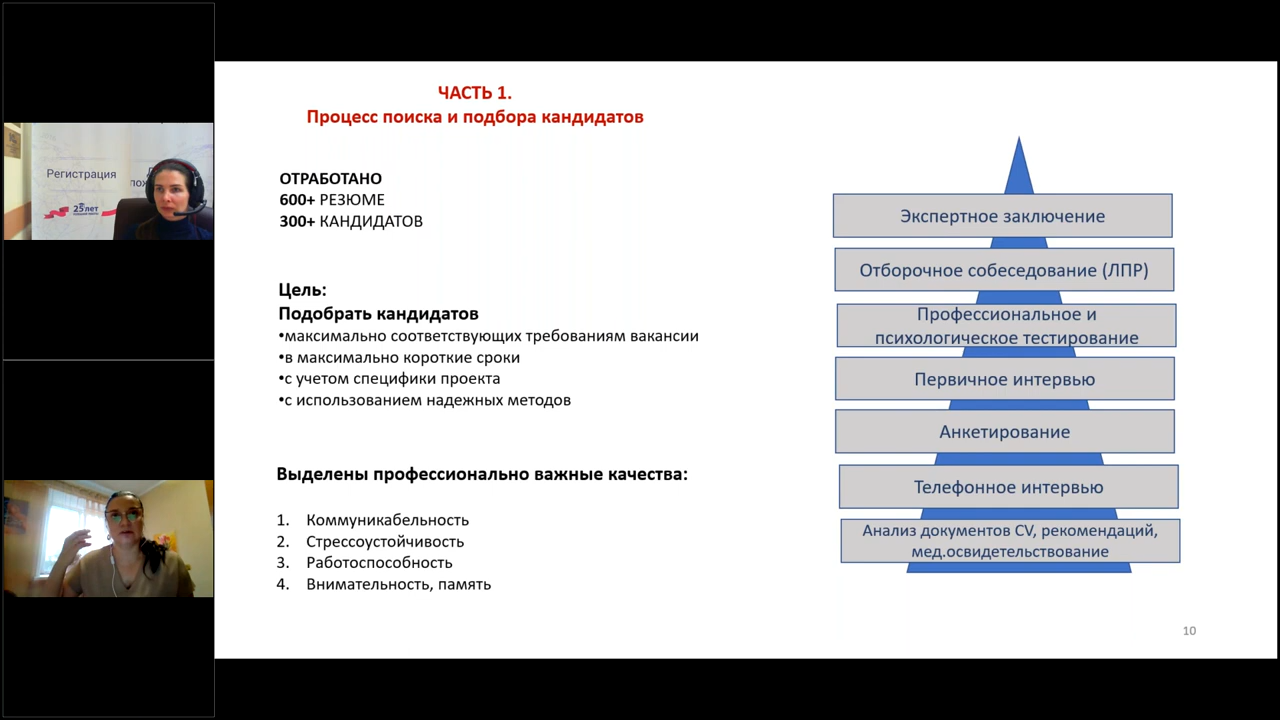 Регистрация
25 лет
ЧАСТЬ 1.
Процесс поиска и подбора кандидатов
ОТРАБОТАНО
600+ РЕЗЮМЕ
300+ КАНДИДАТОВ
Цель:
Подобрать кандидатов
•максимально соответствующих требованиям вакансии
•в максимально короткие сроки
•с учетом специфики проекта
•с использованием надежных методов
Выделены профессионально важные качества:
1. Коммуникабельность
2. Стрессоустойчивость
3. Работоспособность
4. Внимательность, память
Экспертное заключение
Отборочное собеседование (ЛПР)
Профессиональное и
психологическое тестирование
Первичное интервью
Анкетирование
Телефонное интервью
Анализ документов CV, рекомендаций,
мед.освидетельствование
10